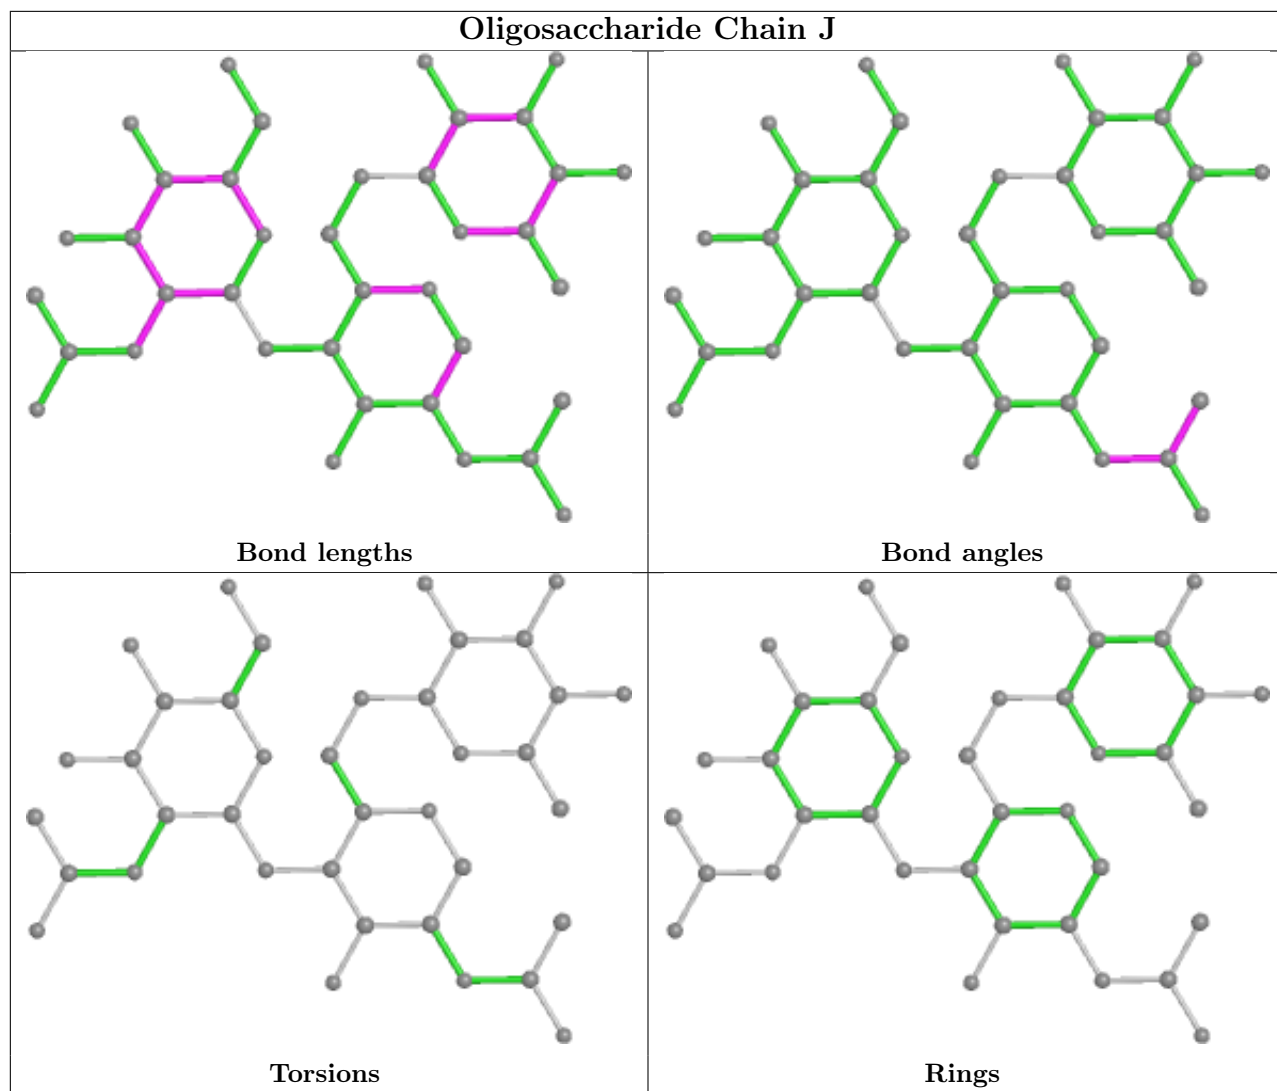 Oligosaccharide Chain J
Bond lengths
Bond angles
Torsions
Rings